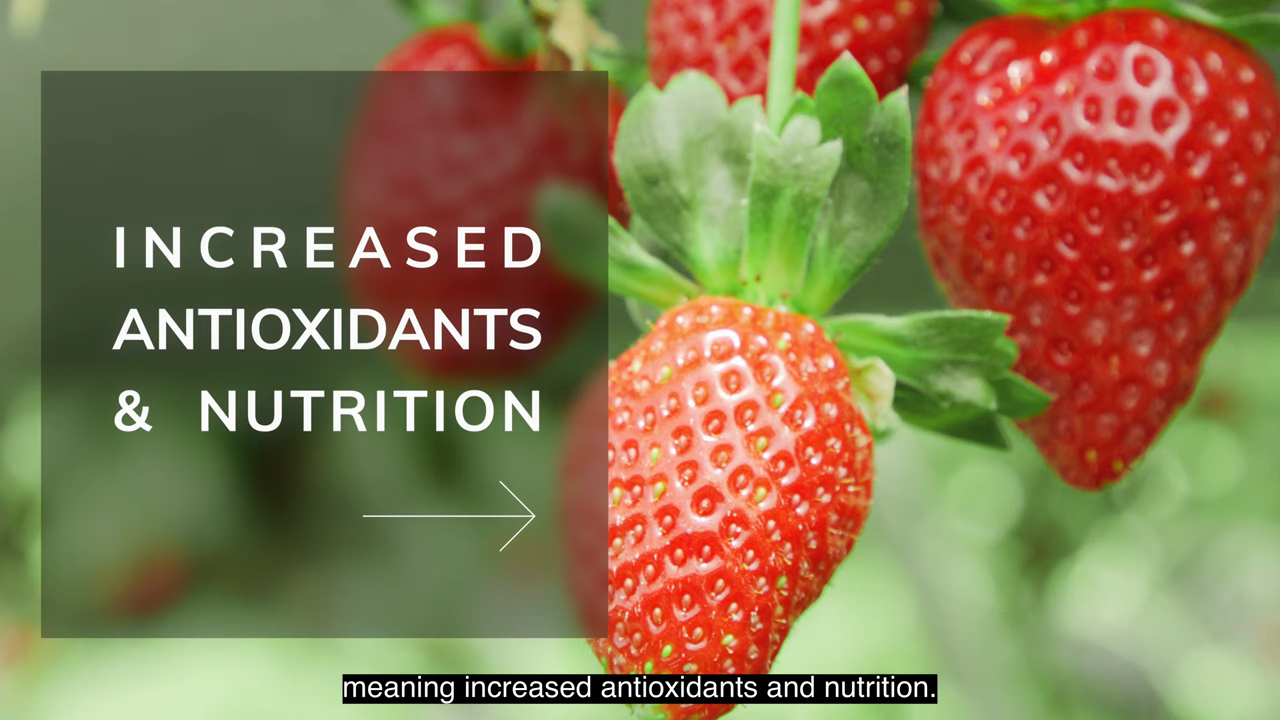 INCREASED
ANTIOXIDANTS
& NUTRITION
meaning increased antioxidants and nutrition.